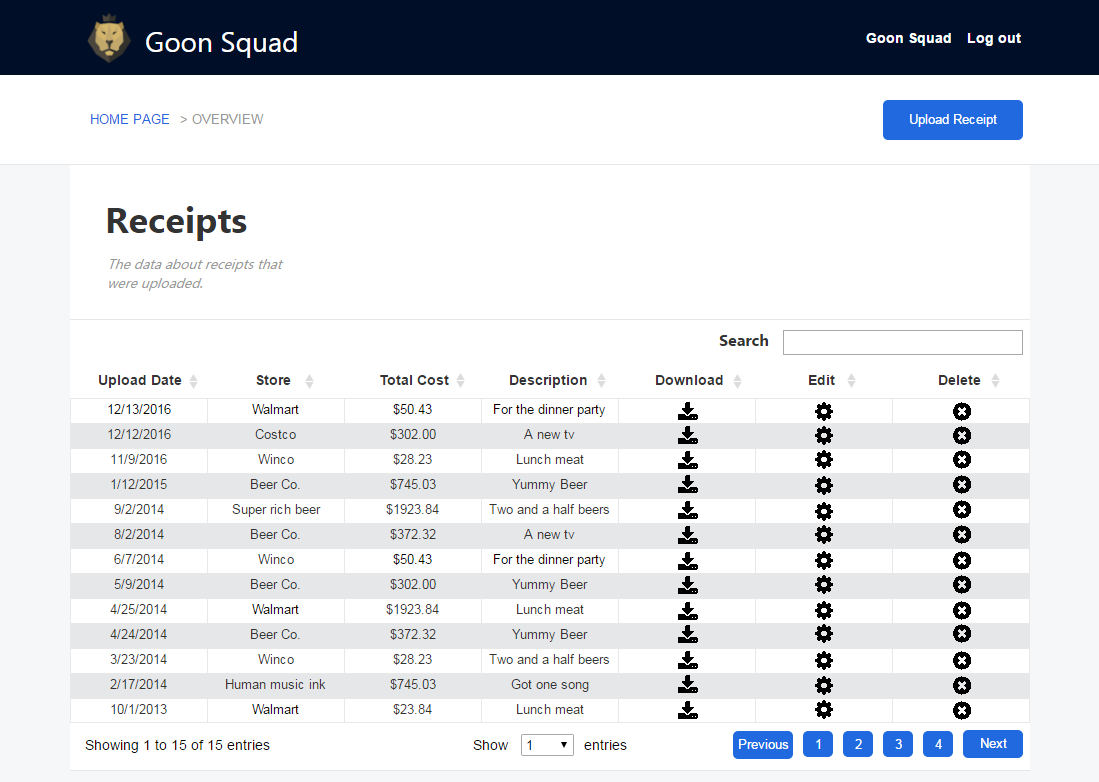 Goon Squad
Goon Squad Log out
HOME PAGE > OVERVIEW
Upload Receipt
Receipts
The data about receipts that
were uploaded.
Search
Upload Date Store Total Cost Description Download Edit Delete
12/13/2016 Walmart $50.43 For the dinner party
12/12/2016 Costco $302.00 A new tv
11/9/2016 Winco $28.23 Lunch meat
1/12/2015 Beer Co. $745.03 Yummy Beer
9/2/2014 Super rich beer $1923.84 Two and a half beers
8/2/2014 Beer Co. $372.32 A new tv
6/7/2014 Winco $50.43 For the dinner party
5/9/2014 Beer Co. $302.00 Yummy Beer
4/25/2014 Walmart $1923.84 Lunch meat
4/24/2014 Beer Co. $372.32 Yummy Beer
3/23/2014 Winco $28.23 Two and a half beers
2/17/2014 Human music ink $745.03 Got one song
10/1/2013 Walmart $23.84 Lunch meat
Showing 1 to 15 of 15 entries Show 1 entries Previous 1 2 3 4 Next